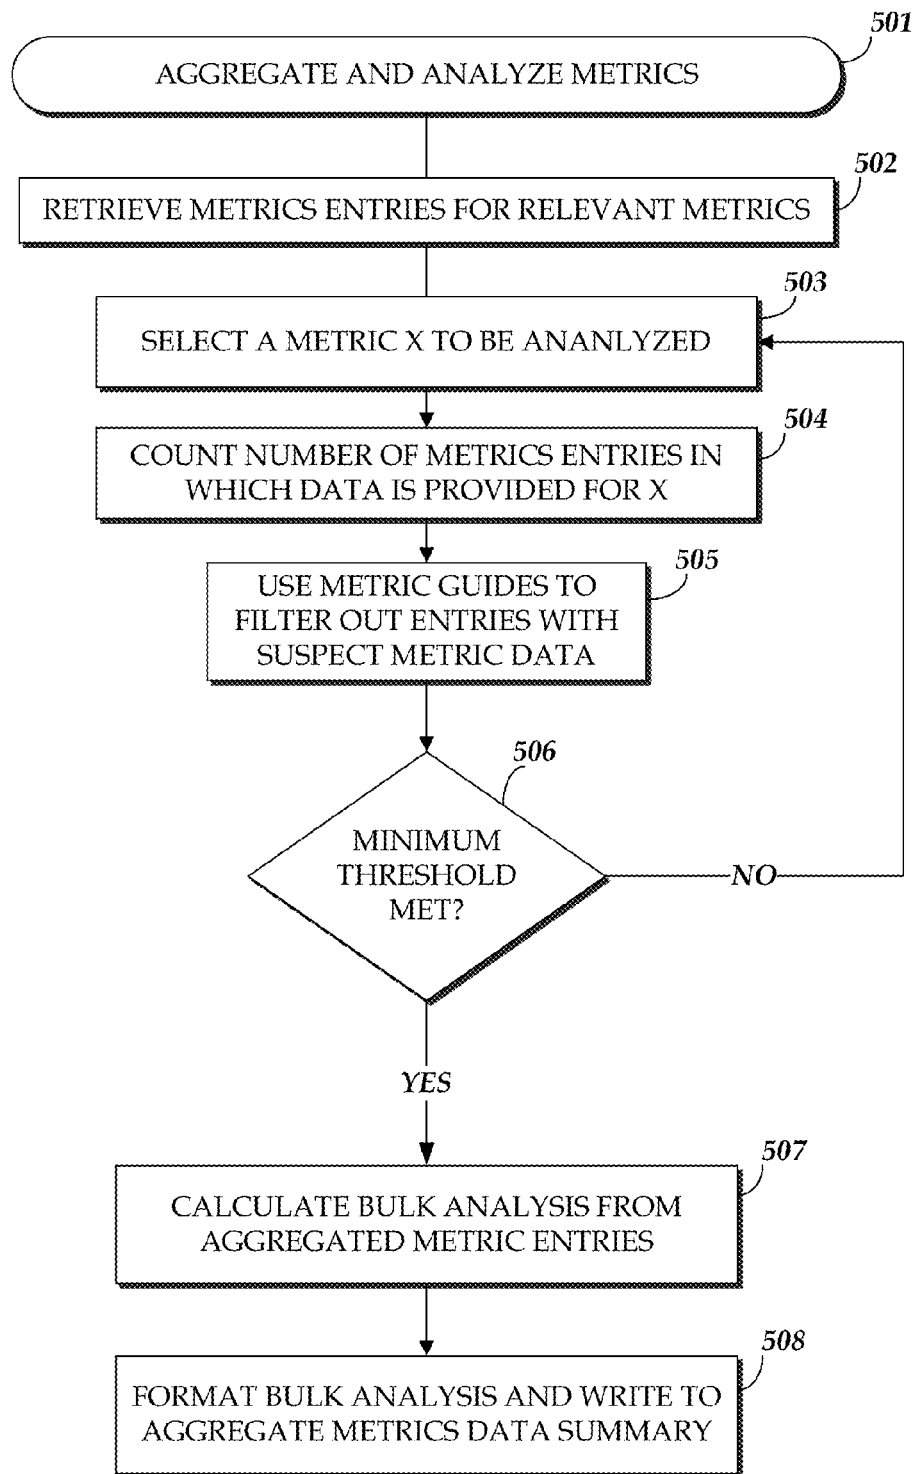 501
AGGREGATE AND ANALYZE METRICS
502
RETRIEVE METRICS ENTRIES FOR RELEVANT METRICS
503
SELECT A METRIC X TO BE ANANLYZED
504
COUNT NUMBER OF METRICS ENTRIES IN
WHICH DATA IS PROVIDED FOR X
505
USE METRIC GUIDES TO
FILTER OUT ENTRIES WITH
SUSPECT METRIC DATA
506
MINIMUM
THRESHOLD
MET?
NO
YES
507
CALCULATE BULK ANALYSIS FROM
AGGREGATED METRIC ENTRIES
508
FORMAT BULK ANALYSIS AND WRITE TO
AGGREGATE METRICS DATA SUMMARY